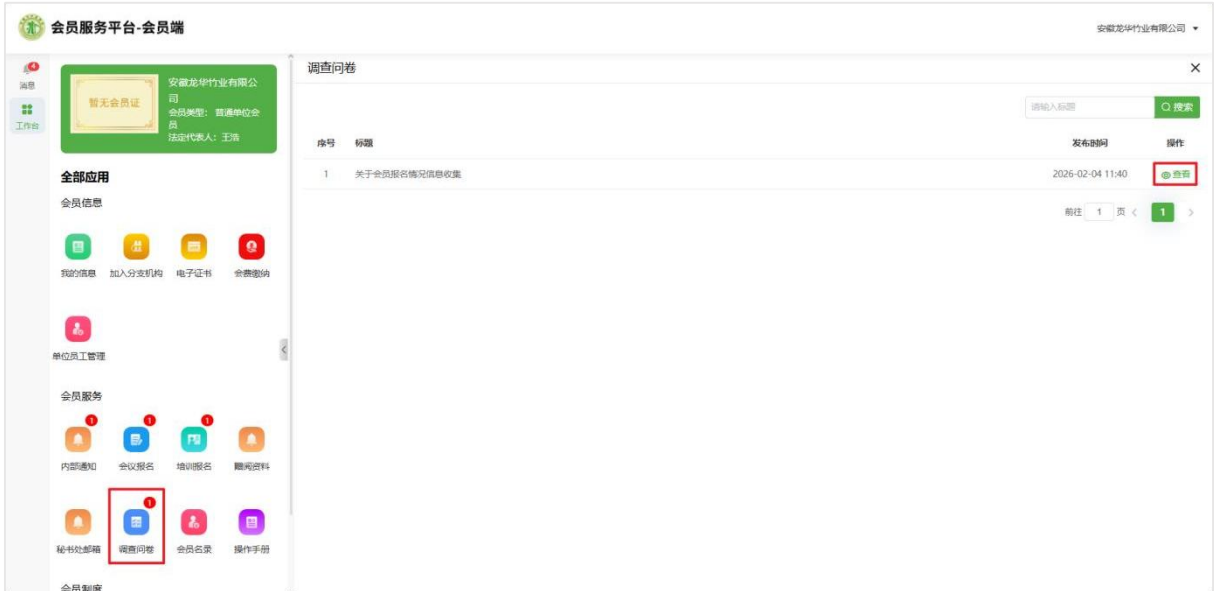 会员服务平台-会员端
安徽龙华竹业有限公司
4
消息
工作台
暂无会员证
安徽龙华竹业有限公
司
会员类型：普通单位会
员
法定代表人：王浩
全部应用
会员信息
我的信息 加入分支机构 电子证书 会费缴纳
单位员工管理
会员服务
1 1 1
内部通知 会议报名 培训报名 赠阅资料
1
秘书处邮箱 调查问卷 会员名录 操作手册
会员制度
调查问卷
请输入标题 搜索
序号 标题 发布时间 操作
1 关于会员报名情况信息收集 2026-02-04 11:40 查看
前往 1 页 1